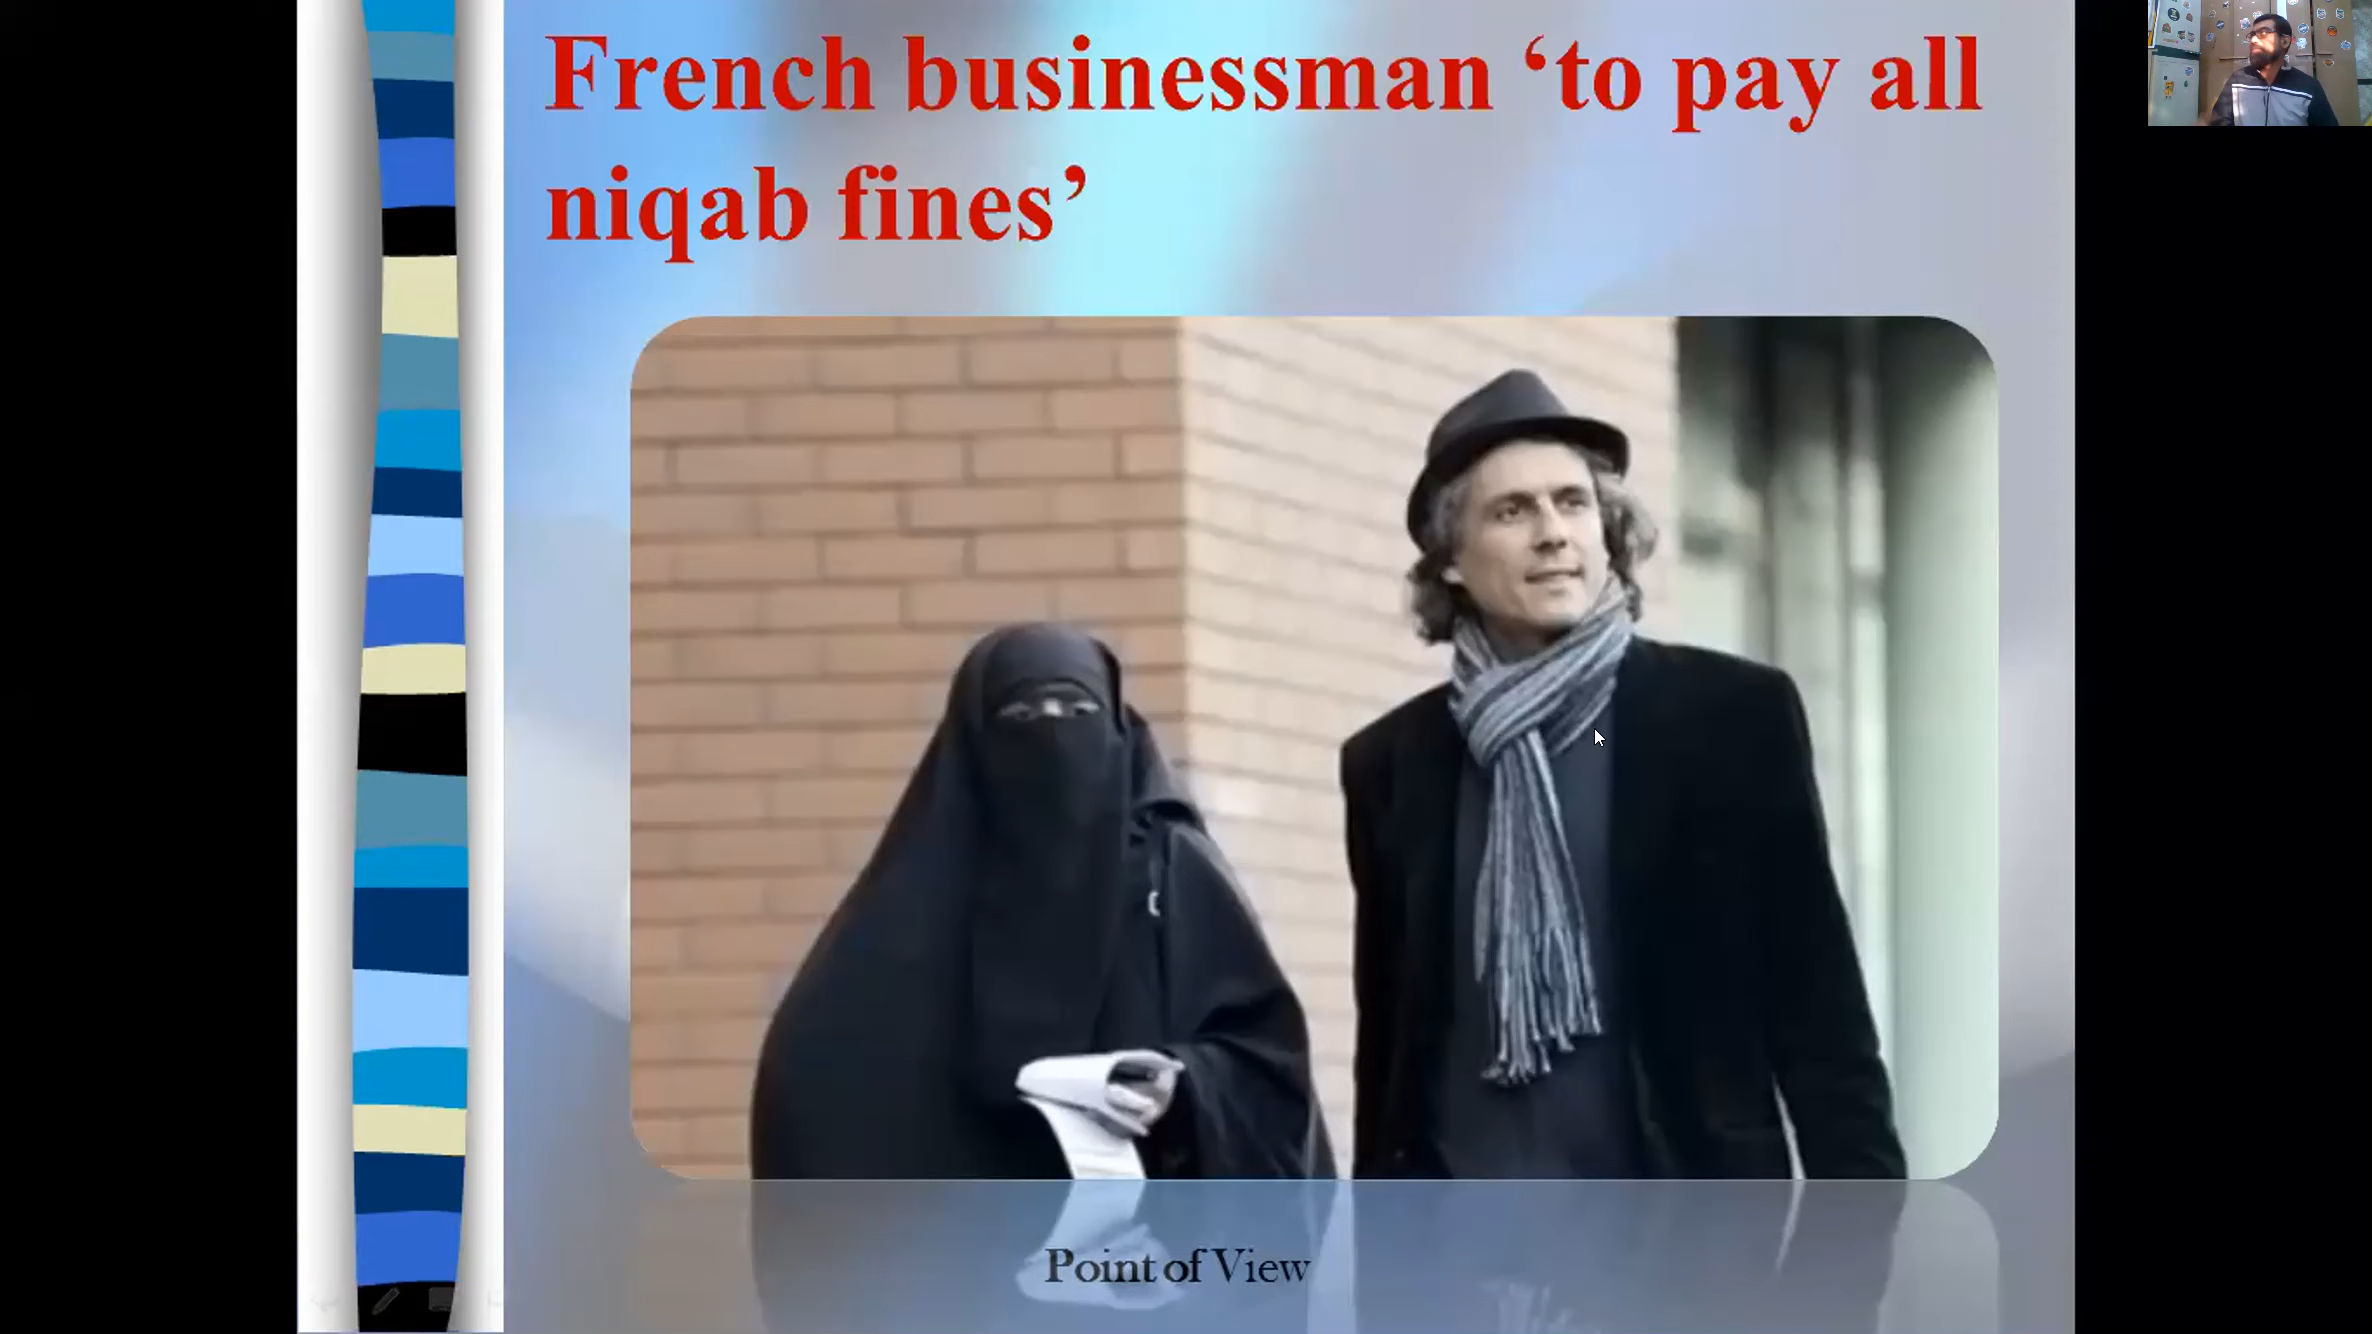 French businessman ‘to pay all
niqab fines’
Point of View